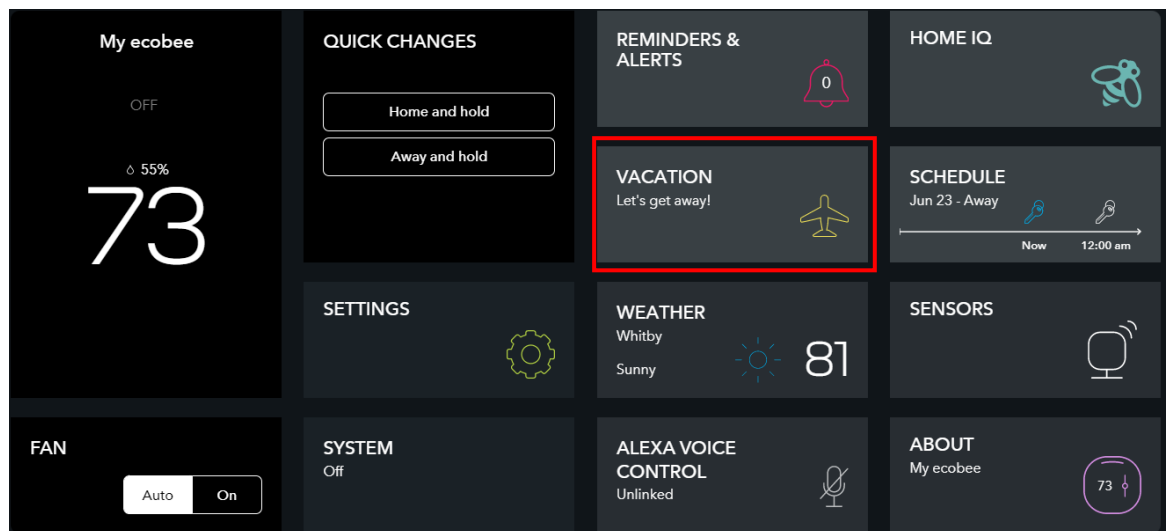 My ecobee
OFF
55%
73
QUICK CHANGES
Home and hold
Away and hold
REMINDERS &
ALERTS
0
HOME IQ
VACATION
Let's get away!
SCHEDULE
Jun 23 - Away
Now
12:00 am
SETTINGS
WEATHER
Whitby
Sunny
81
SENSORS
FAN
Auto
On
SYSTEM
Off
ALEXA VOICE
CONTROL
Unlinked
ABOUT
My ecobee
73